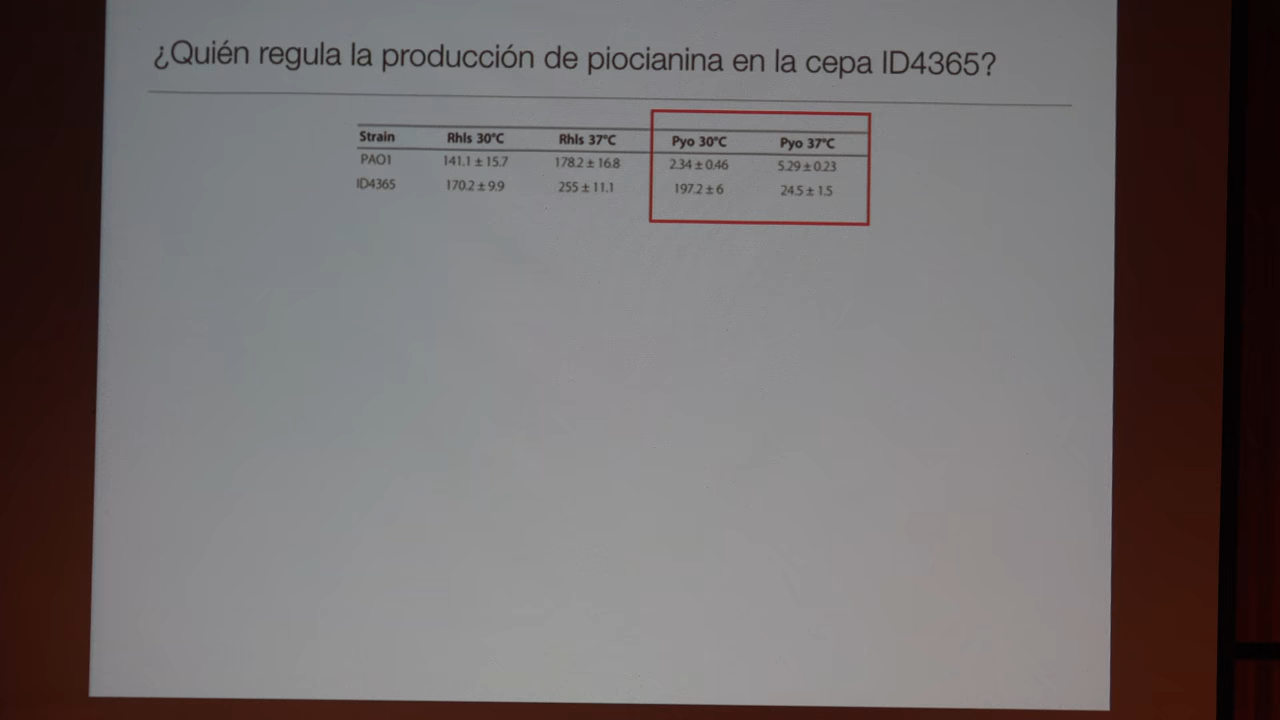 ¿Quién regula la producción de piocianina en la cepa ID4365?
Strain Rhls 30°C Rhls 37°C Pyo 30°C Pyo 37°C
PAO1 141.1 ± 15.7 178.2 ± 16.8 2.34 ± 0.46 5.29 ± 0.23
ID4365 170.2 ± 9.9 255 ± 11.1 197.2 ± 6 24.5 ± 1.5